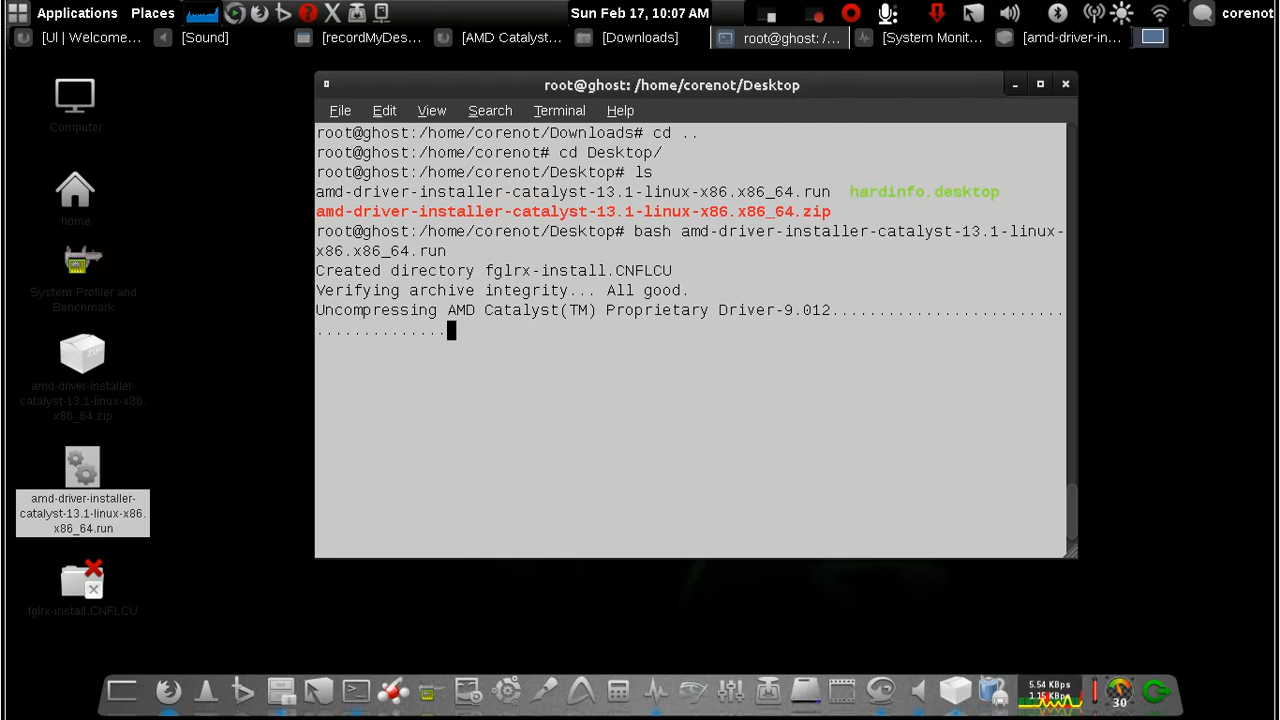 Applications Places Sun Feb 17, 10:07 AM corenot
[UI | Welcome... [Sound] [recordMyDes... [AMD Catalyst... [Downloads] root@ghost: /... [System Monit... [amd-driver-in...
root@ghost: /home/corenot/Desktop
File Edit View Search Terminal Help
root@ghost:/home/corenot/Downloads# cd ..
root@ghost:/home/corenot# cd Desktop/
root@ghost:/home/corenot/Desktop# ls
amd-driver-installer-catalyst-13.1-linux-x86.x86_64.run hardinfo.desktop
amd-driver-installer-catalyst-13.1-linux-x86.x86_64.zip
root@ghost:/home/corenot/Desktop# bash amd-driver-installer-catalyst-13.1-linux-
x86.x86_64.run
Created directory fglrx-install.CNFLCU
Verifying archive integrity... All good.
Uncompressing AMD Catalyst(TM) Proprietary Driver-9.012.........................
..............
Computer
home
System Profiler and
Benchmark
amd-driver-installer-
catalyst-13.1-linux-x86.
x86_64.zip
amd-driver-installer-
catalyst-13.1-linux-x86.
x86_64.run
fglrx-install.CNFLCU
5.54 KBps
1.15 KBps
30